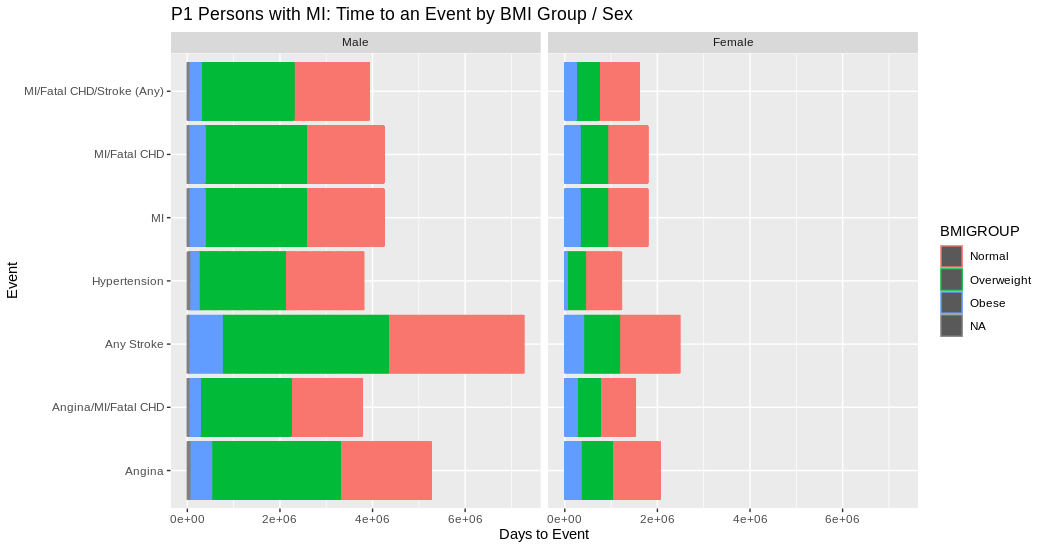 P1 Persons with MI: Time to an Event by BMI Group / Sex
Male
Female
MI/Fatal CHD/Stroke (Any)
MI/Fatal CHD
MI
Hypertension
Any Stroke
Angina/MI/Fatal CHD
Angina
Event
0e+00 2e+06 4e+06 6e+06
0e+00 2e+06 4e+06 6e+06
Days to Event
BMIGROUP
Normal
Overweight
Obese
NA